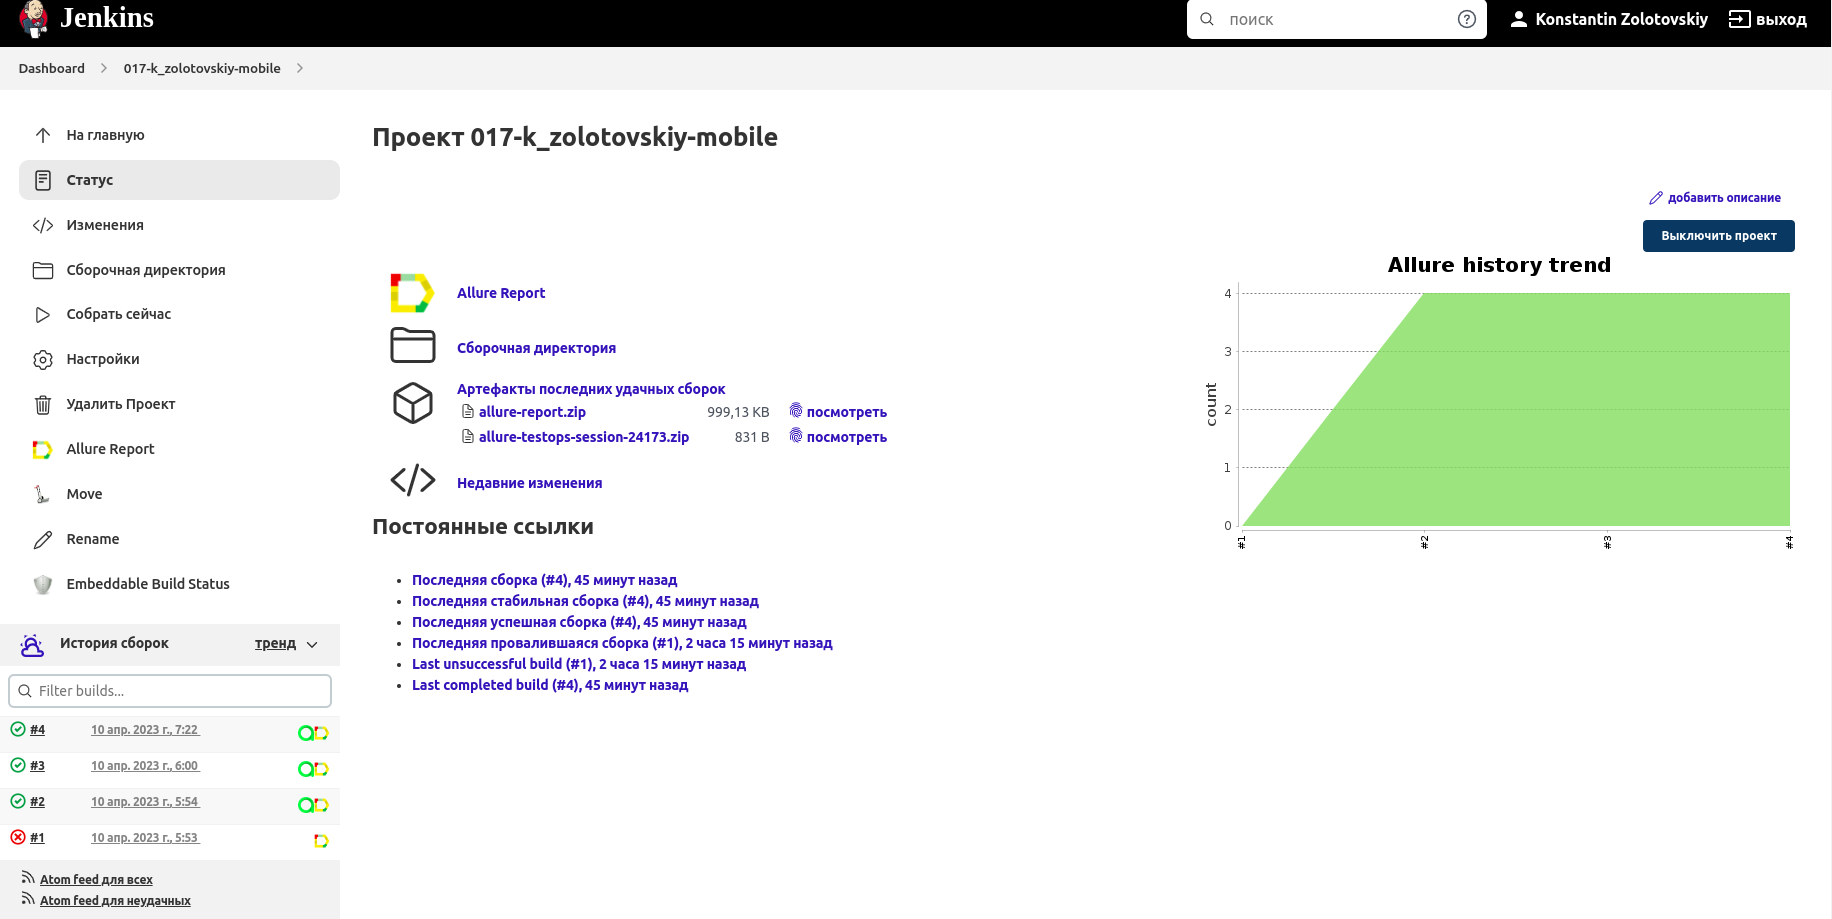 Jenkins
поиск
Konstantin Zolotovskiy
выход
Dashboard
017-k_zolotovskiy-mobile
На главную
Статус
Изменения
Сборочная директория
Собрать сейчас
Настройки
Удалить Проект
Allure Report
Move
Rename
Embeddable Build Status
История сборок
тренд
Filter builds...
#4 10 апр. 2023 г., 7:22
#3 10 апр. 2023 г., 6:00
#2 10 апр. 2023 г., 5:54
#1 10 апр. 2023 г., 5:53
Atom feed для всех
Atom feed для неудачных
Проект 017-k_zolotovskiy-mobile
добавить описание
Выключить проект
Allure Report
Сборочная директория
Артефакты последних удачных сборок
allure-report.zip 999,13 KB посмотреть
allure-testops-session-24173.zip 831 B посмотреть
Недавние изменения
Постоянные ссылки
Последняя сборка (#4), 45 минут назад
Последняя стабильная сборка (#4), 45 минут назад
Последняя успешная сборка (#4), 45 минут назад
Последняя провалившаяся сборка (#1), 2 часа 15 минут назад
Last unsuccessful build (#1), 2 часа 15 минут назад
Last completed build (#4), 45 минут назад
Allure history trend
4
3
2
1
0
count
#1
#2
#3
#4